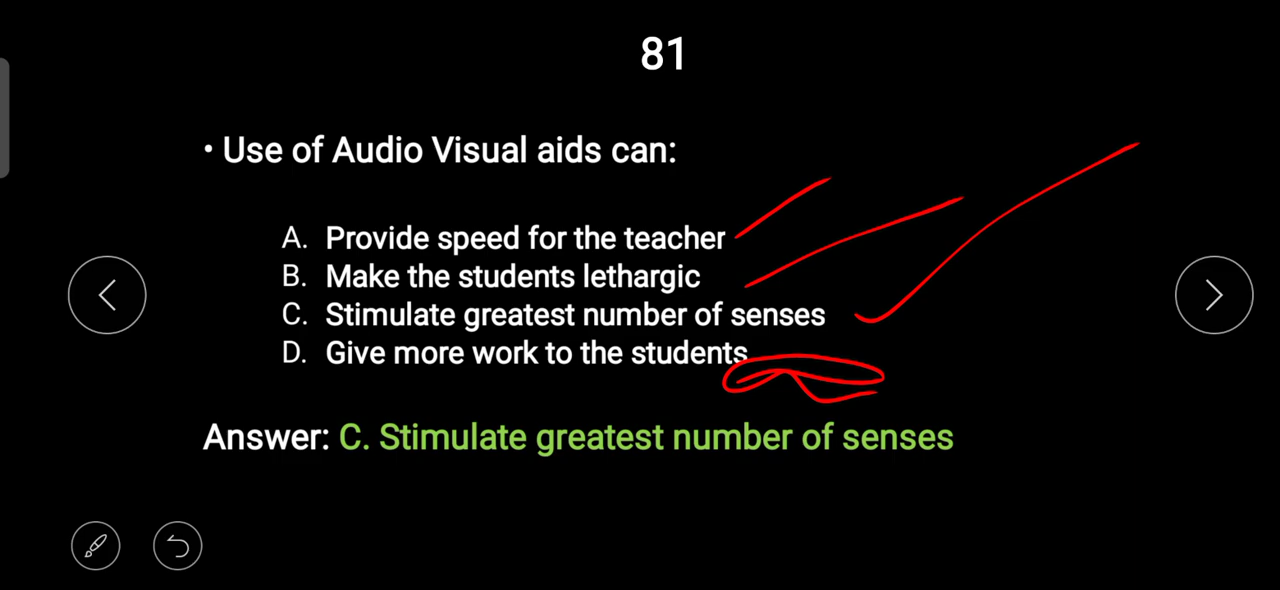 81
• Use of Audio Visual aids can:
A. Provide speed for the teacher
B. Make the students lethargic
C. Stimulate greatest number of senses
D. Give more work to the students
Answer: C. Stimulate greatest number of senses